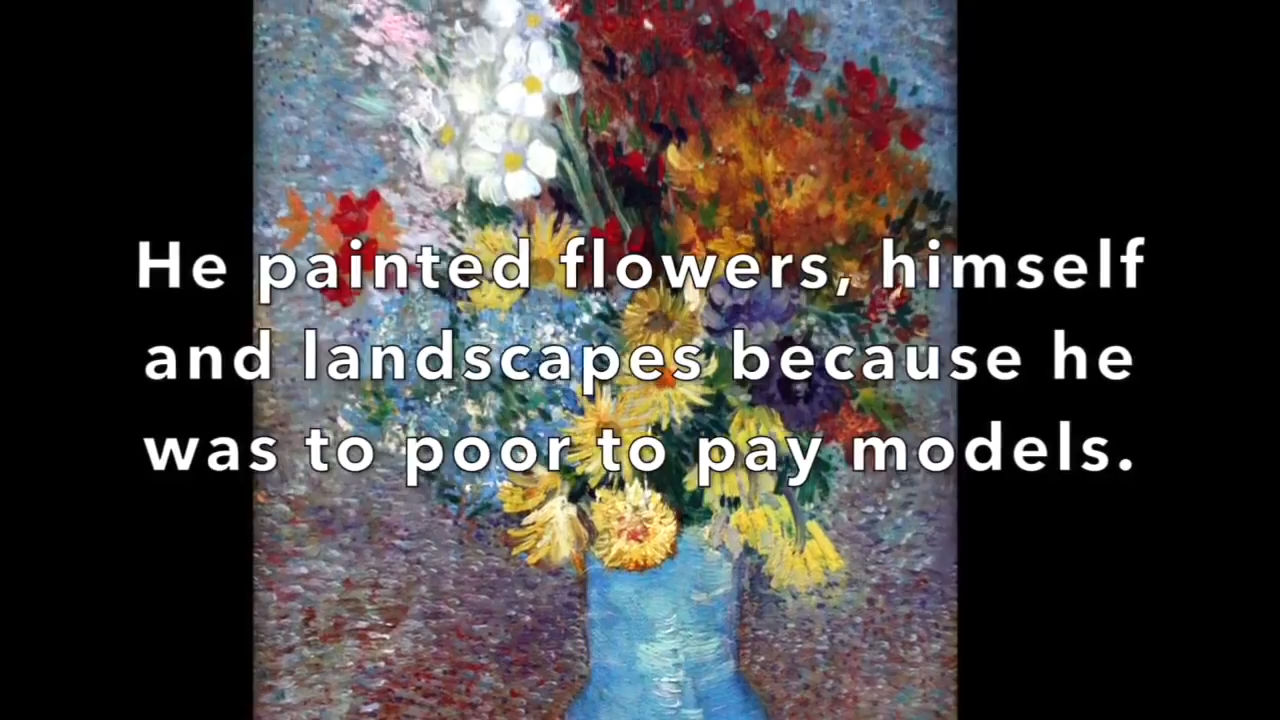 He painted flowers, himself
and landscapes because he
was to poor to pay models.